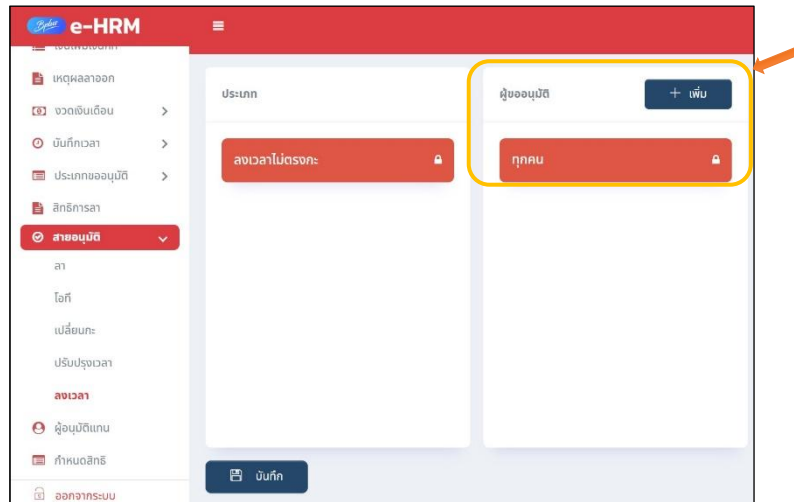 Bplus e-HRM
เหตุผลลาออก
งวดเงินเดือน
บันทึกเวลา
ประเภทขออนุมัติ
สิทธิการลา
สายอนุมัติ
ลา
โอที
เปลี่ยนกะ
ปรับปรุงเวลา
ลงเวลา
ผู้อนุมัติแทน
กำหนดสิทธิ
ออกจากระบบ
ประเภท
ลงเวลาไม่ตรงกะ
ผู้ขออนุมัติ
+ เพิ่ม
ทุกคน
บันทึก